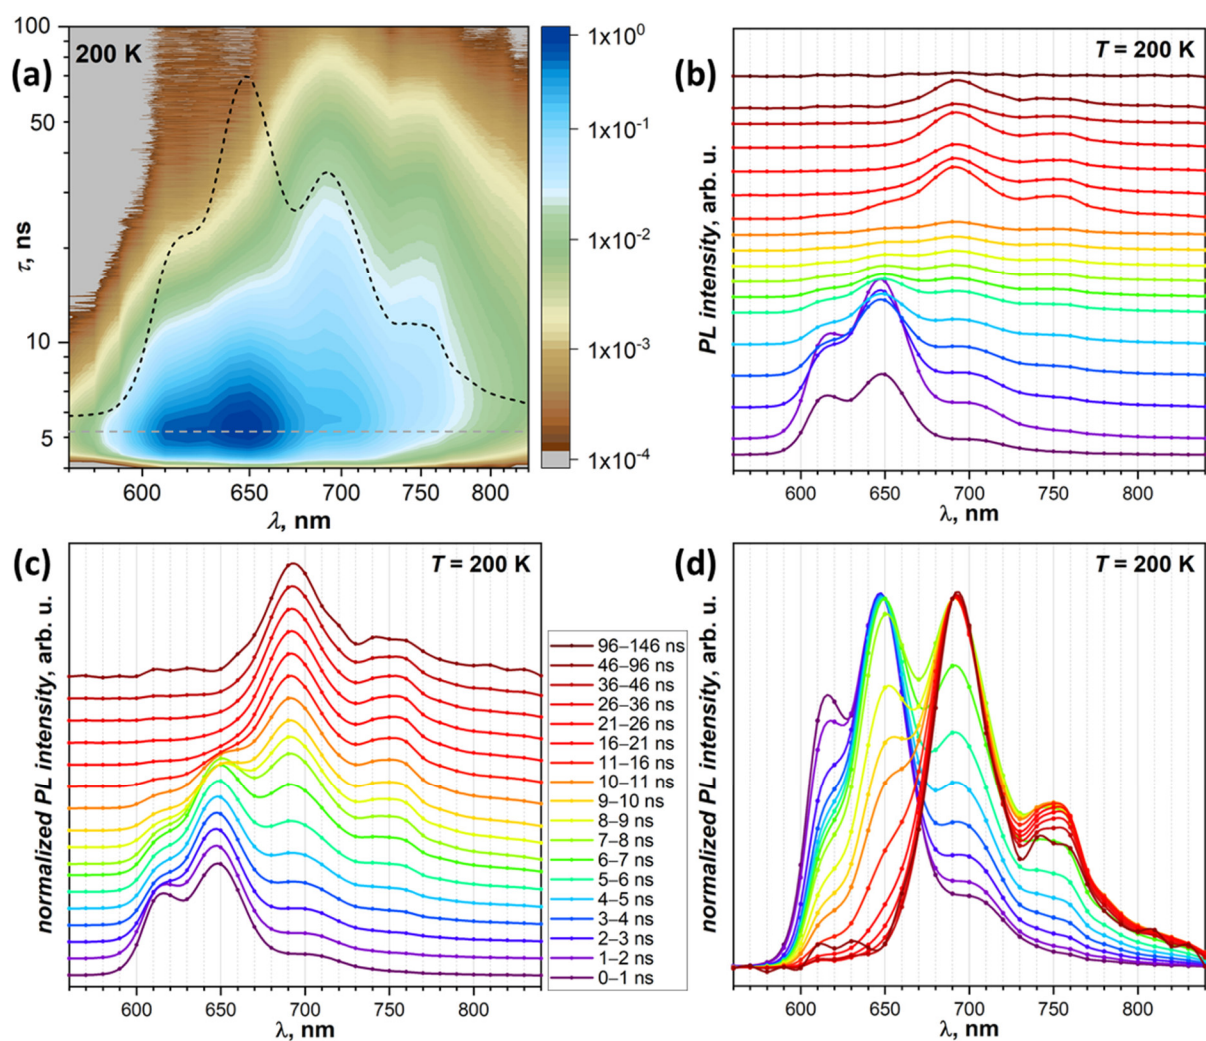 (a)
200 K
100
50
10
5
τ, ns
600
650
700
750
800
λ, nm
1x10⁰
1x10⁻¹
1x10⁻²
1x10⁻³
1x10⁻⁴
(b)
T = 200 K
PL intensity, arb. u.
600
650
700
750
800
λ, nm
(c)
T = 200 K
normalized PL intensity, arb. u.
600
650
700
750
800
λ, nm
96–146 ns
46–96 ns
36–46 ns
26–36 ns
21–26 ns
16–21 ns
11–16 ns
10–11 ns
9–10 ns
8–9 ns
7–8 ns
6–7 ns
5–6 ns
4–5 ns
3–4 ns
2–3 ns
1–2 ns
0–1 ns
(d)
T = 200 K
normalized PL intensity, arb. u.
600
650
700
750
800
λ, nm